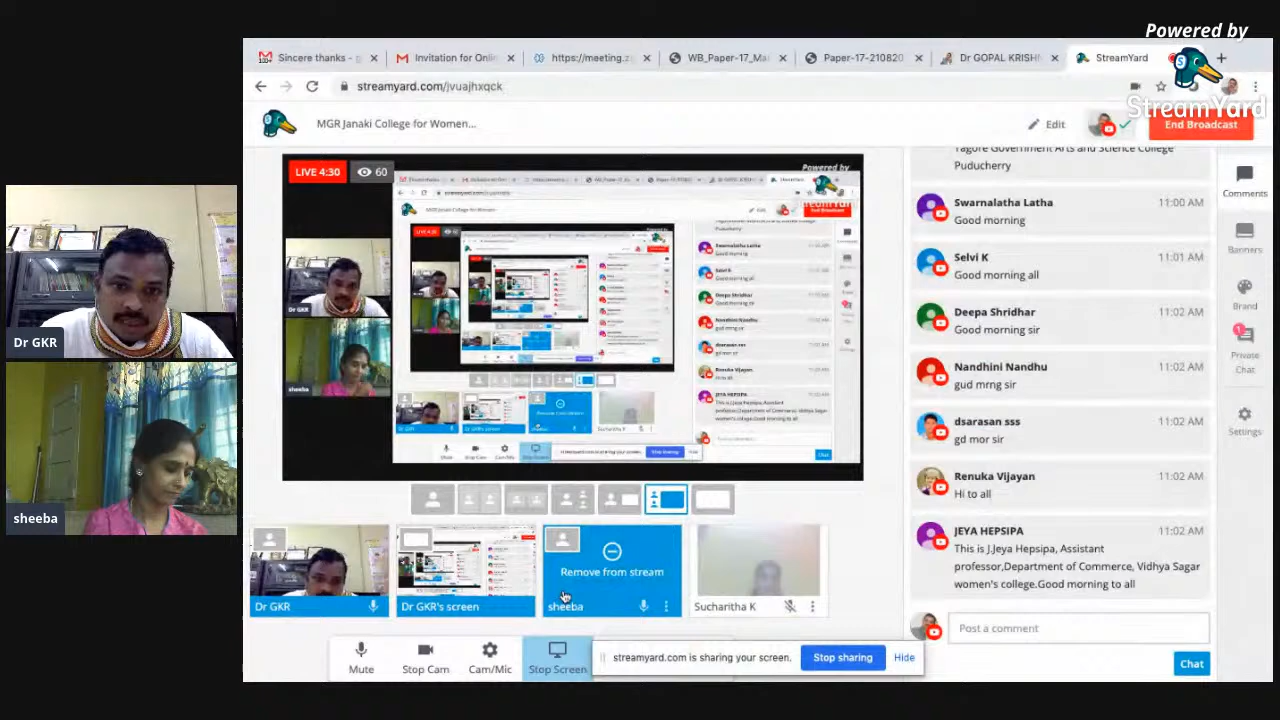 Powered by
StreamYard
Sincere thanks - g
Invitation for Onlin
https://meeting.z
WB_Paper-17_Ma
Paper-17-210820
Dr GOPAL KRISH
StreamYard
streamyard.com/jvuajhxqck
MGR Janaki College for Women...
Edit
End Broadcast
LIVE 4:30
60
Powered by
Dr GKR
sheeba
Dr GKR
sheeba
Tagore Government Arts and Science College
Puducherry
Swarnalatha Latha
11:00 AM
Good morning
Selvi K
11:01 AM
Good morning all
Deepa Shridhar
11:02 AM
Good morning sir
Nandhini Nandhu
11:02 AM
gud mrng sir
dsarasan sss
11:02 AM
gd mor sir
Renuka Vijayan
11:02 AM
Hi to all
JEYA HEPSIPA
11:02 AM
This is J.Jeya Hepsipa, Assistant
professor,Department of Commerce, Vidhya Sagar
women's college.Good morning to all
Post a comment
Chat
Comments
Banners
Brand
1
Private
Chat
Settings
Dr GKR
Dr GKR's screen
Remove from stream
sheeba
Sucharitha K
Mute
Stop Cam
Cam/Mic
Stop Screen
streamyard.com is sharing your screen.
Stop sharing
Hide